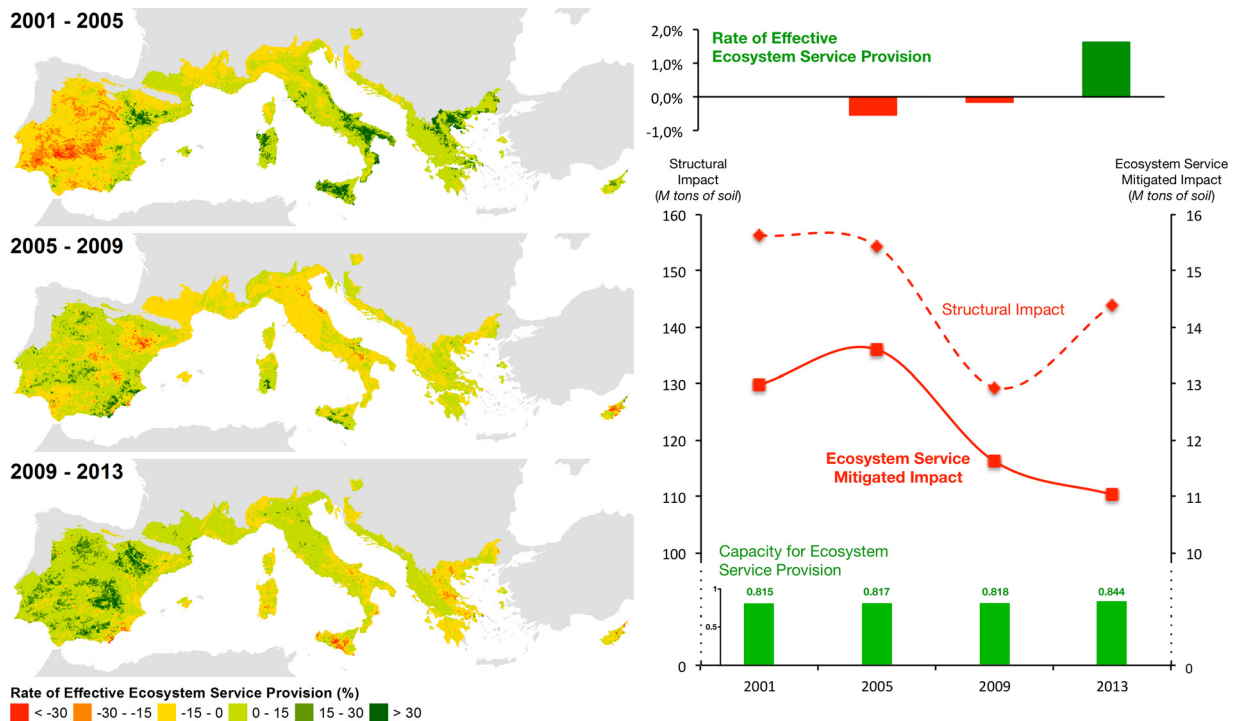 2001 - 2005
2005 - 2009
2009 - 2013
Rate of Effective Ecosystem Service Provision (%)
< -30
-30 - -15
-15 - 0
0 - 15
15 - 30
> 30
2,0%
1,0%
0,0%
-1,0%
Rate of Effective
Ecosystem Service Provision
Structural
Impact
(M tons of soil)
Ecosystem Service
Mitigated Impact
(M tons of soil)
160
150
140
130
120
110
100
0
16
15
14
13
12
11
10
0
Structural Impact
Ecosystem Service
Mitigated Impact
Capacity for Ecosystem
Service Provision
1
0.5
0.815
0.817
0.818
0.844
2001
2005
2009
2013